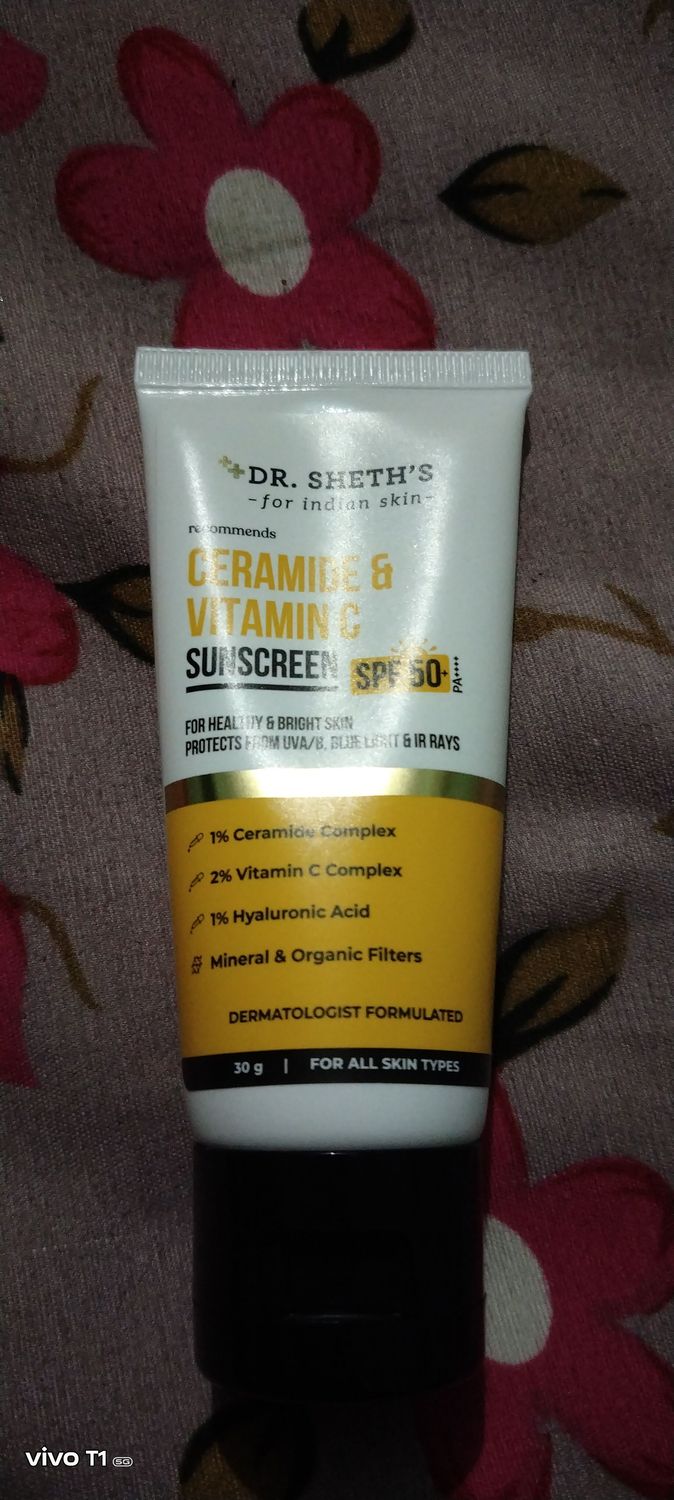 DR. SHETH'S
-for indian skin-
recommends
CERAMIDE &
VITAMIN C
SUNSCREEN SPF 50+ PA++++
FOR HEALTHY & BRIGHT SKIN
PROTECTS FROM UVA/B, BLUE LIGHT & IR RAYS
1% Ceramide Complex
2% Vitamin C Complex
1% Hyaluronic Acid
Mineral & Organic Filters
DERMATOLOGIST FORMULATED
30 g | FOR ALL SKIN TYPES
vivo T1 5G